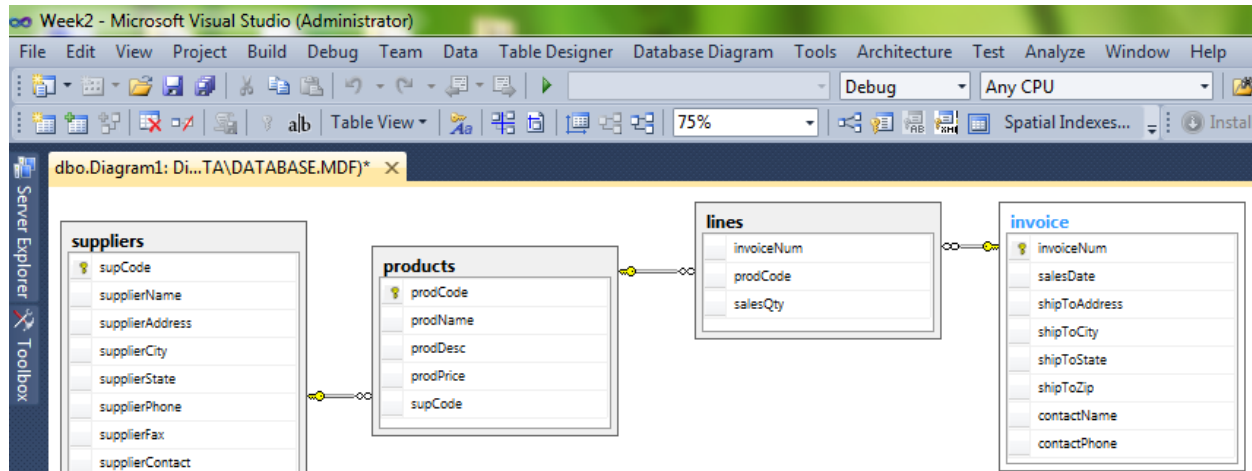 Week2 - Microsoft Visual Studio (Administrator)
File Edit View Project Build Debug Team Data Table Designer Database Diagram Tools Architecture Test Analyze Window Help
Debug Any CPU
ab Table View 75% Spatial Indexes...
dbo.Diagram1: Di...TA\DATABASE.MDF)*
Server Explorer
Toolbox
suppliers
supCode
supplierName
supplierAddress
supplierCity
supplierState
supplierPhone
supplierFax
supplierContact
products
prodCode
prodName
prodDesc
prodPrice
supCode
lines
invoiceNum
prodCode
salesQty
invoice
invoiceNum
salesDate
shipToAddress
shipToCity
shipToState
shipToZip
contactName
contactPhone